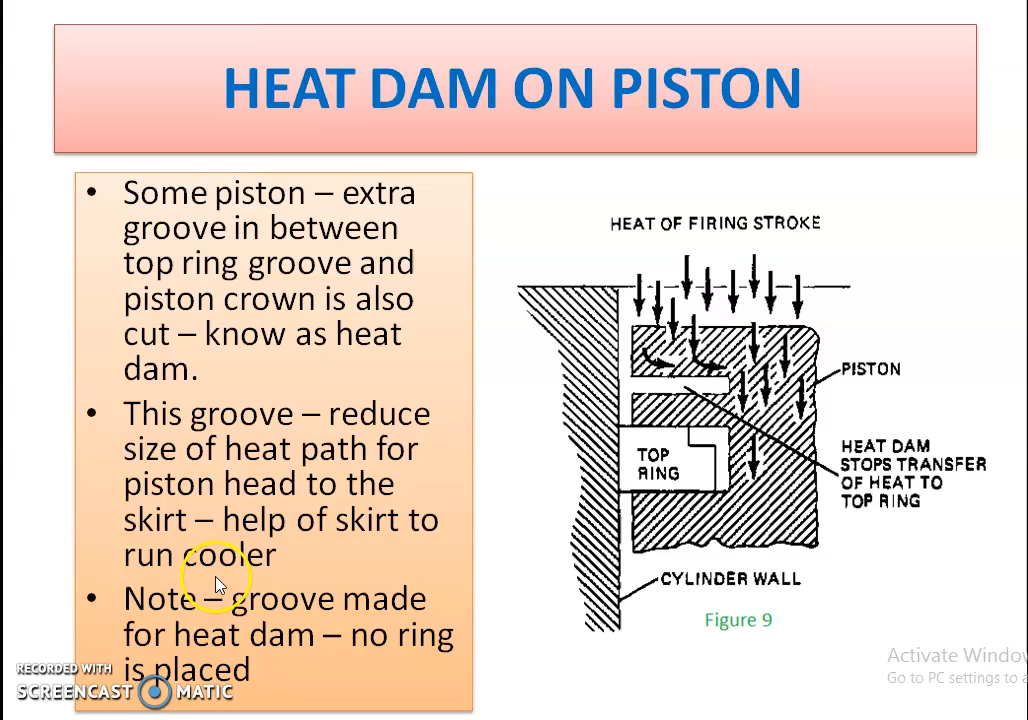 HEAT DAM ON PISTON
• Some piston – extra
groove in between
top ring groove and
piston crown is also
cut – know as heat
dam.
• This groove – reduce
size of heat path for
piston head to the
skirt – help of skirt to
run cooler
• Note – groove made
for heat dam – no ring
is placed
HEAT OF FIRING STROKE
PISTON
TOP
RING
HEAT DAM
STOPS TRANSFER
OF HEAT TO
TOP RING
CYLINDER WALL
Figure 9
Activate Windo
Go to PC settings to a
RECORDED WITH
SCREENCAST MATIC